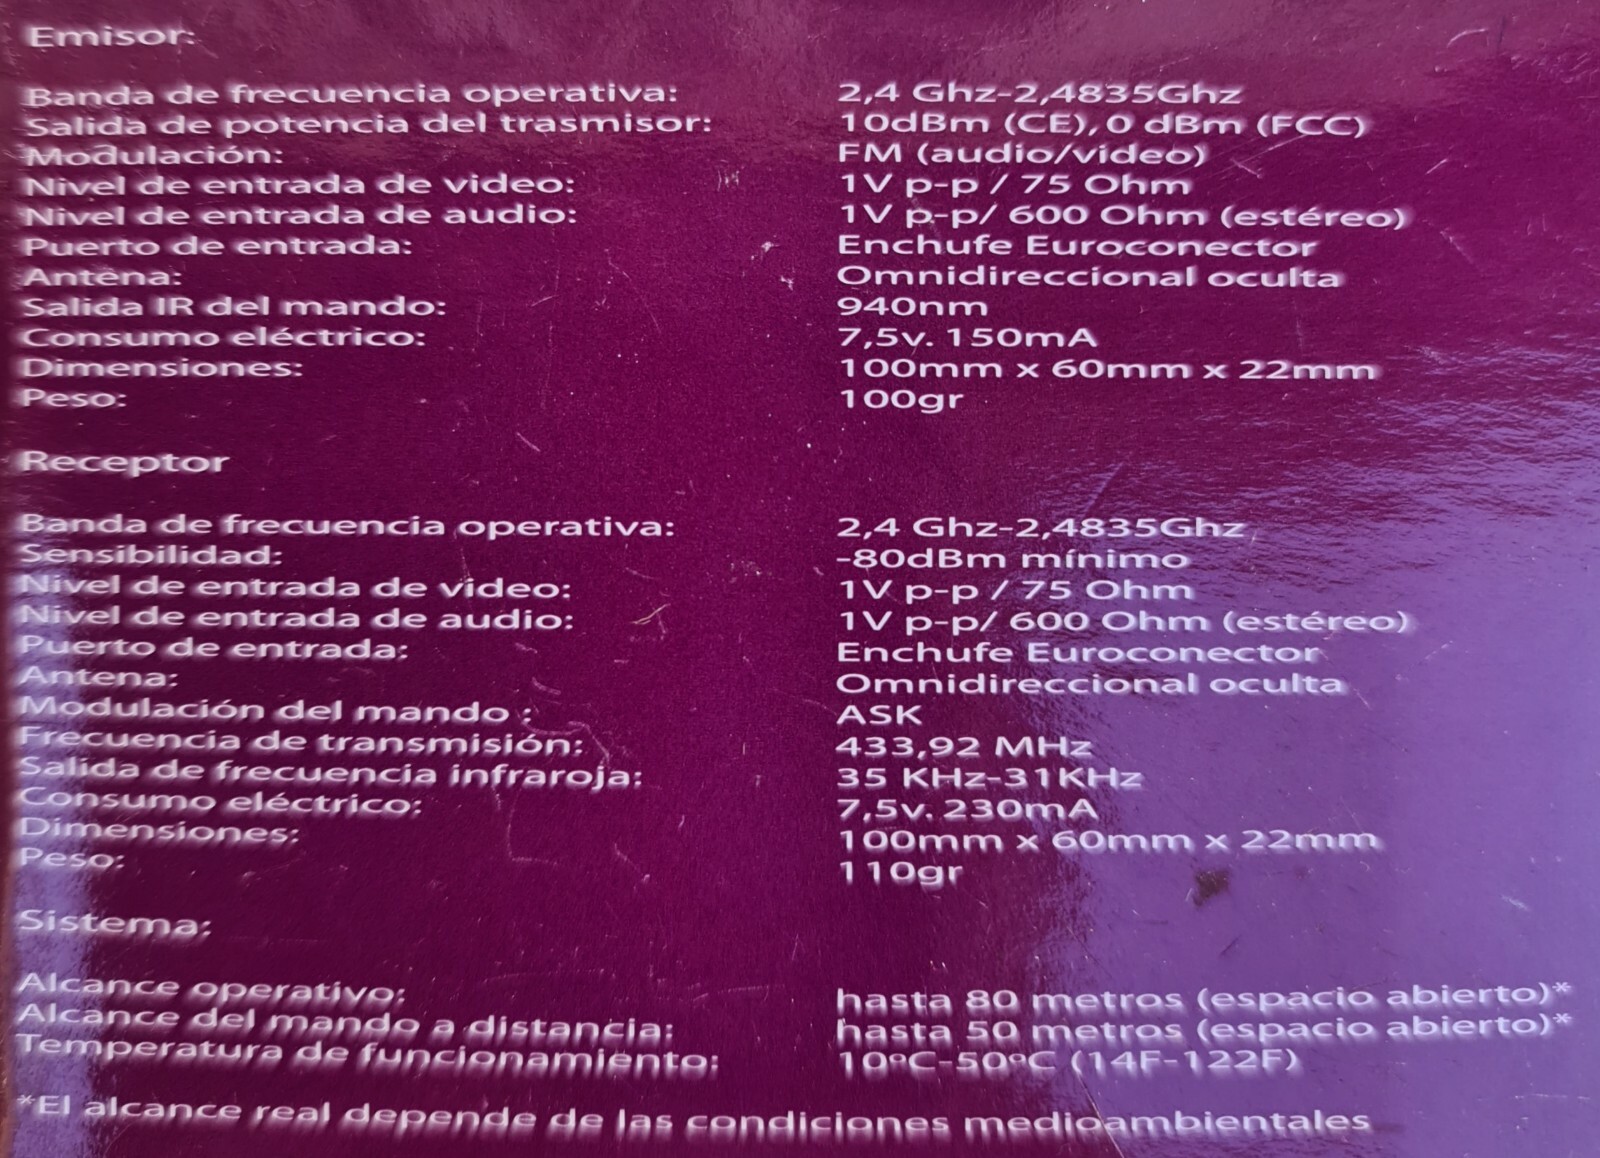 Emisor:
Banda de frecuencia operativa: 2,4 Ghz-2,4835Ghz
Salida de potencia del trasmisor: 10dBm (CE), 0 dBm (FCC)
Modulación: FM (audio/video)
Nivel de entrada de video: 1V p-p / 75 Ohm
Nivel de entrada de audio: 1V p-p/ 600 Ohm (estéreo)
Puerto de entrada: Enchufe Euroconector
Antena: Omnidireccional oculta
Salida IR del mando: 940nm
Consumo eléctrico: 7,5v. 150mA
Dimensiones: 100mm x 60mm x 22mm
Peso: 100gr
Receptor
Banda de frecuencia operativa: 2,4 Ghz-2,4835Ghz
Sensibilidad: -80dBm mínimo
Nivel de entrada de video: 1V p-p / 75 Ohm
Nivel de entrada de audio: 1V p-p/ 600 Ohm (estéreo)
Puerto de entrada: Enchufe Euroconector
Antena: Omnidireccional oculta
Modulación del mando : ASK
Frecuencia de transmisión: 433,92 MHz
Salida de frecuencia infraroja: 35 KHz-31KHz
Consumo eléctrico: 7,5v. 230mA
Dimensiones: 100mm x 60mm x 22mm
Peso: 110gr
Sistema:
Alcance operativo: hasta 80 metros (espacio abierto)*
Alcance del mando a distancia: hasta 50 metros (espacio abierto)*
Temperatura de funcionamiento: 10ºC-50ºC (14F-122F)
*El alcance real depende de las condiciones medioambientales